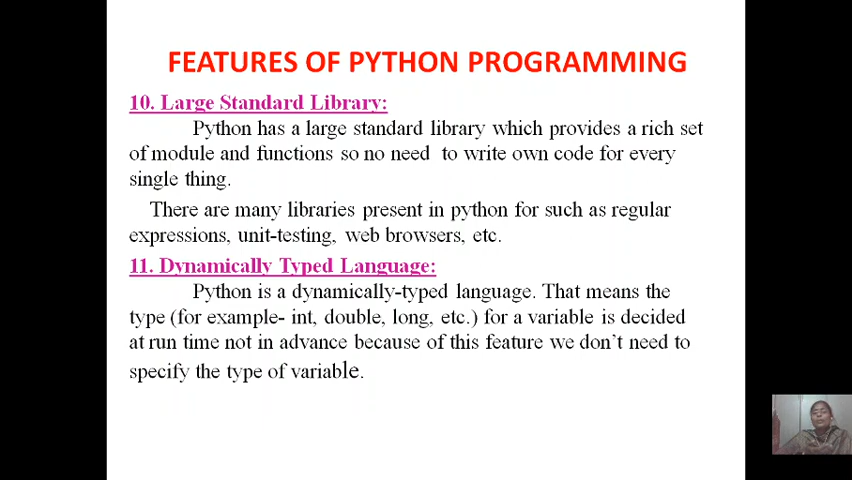 FEATURES OF PYTHON PROGRAMMING
10. Large Standard Library:
Python has a large standard library which provides a rich set
of module and functions so no need to write own code for every
single thing.
There are many libraries present in python for such as regular
expressions, unit-testing, web browsers, etc.
11. Dynamically Typed Language:
Python is a dynamically-typed language. That means the
type (for example- int, double, long, etc.) for a variable is decided
at run time not in advance because of this feature we don’t need to
specify the type of variable.